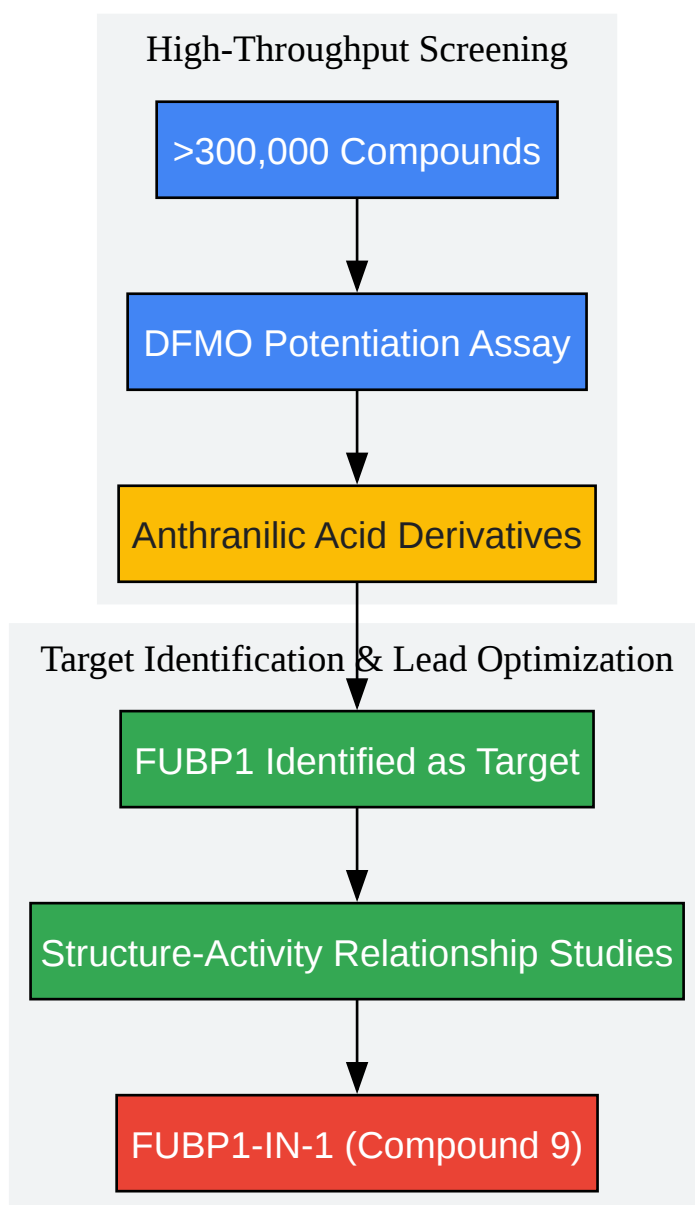 High-Throughput Screening
>300,000 Compounds
DFMO Potentiation Assay
Anthranilic Acid Derivatives
Target Identification & Lead Optimization
FUBP1 Identified as Target
Structure-Activity Relationship Studies
FUBP1-IN-1 (Compound 9)